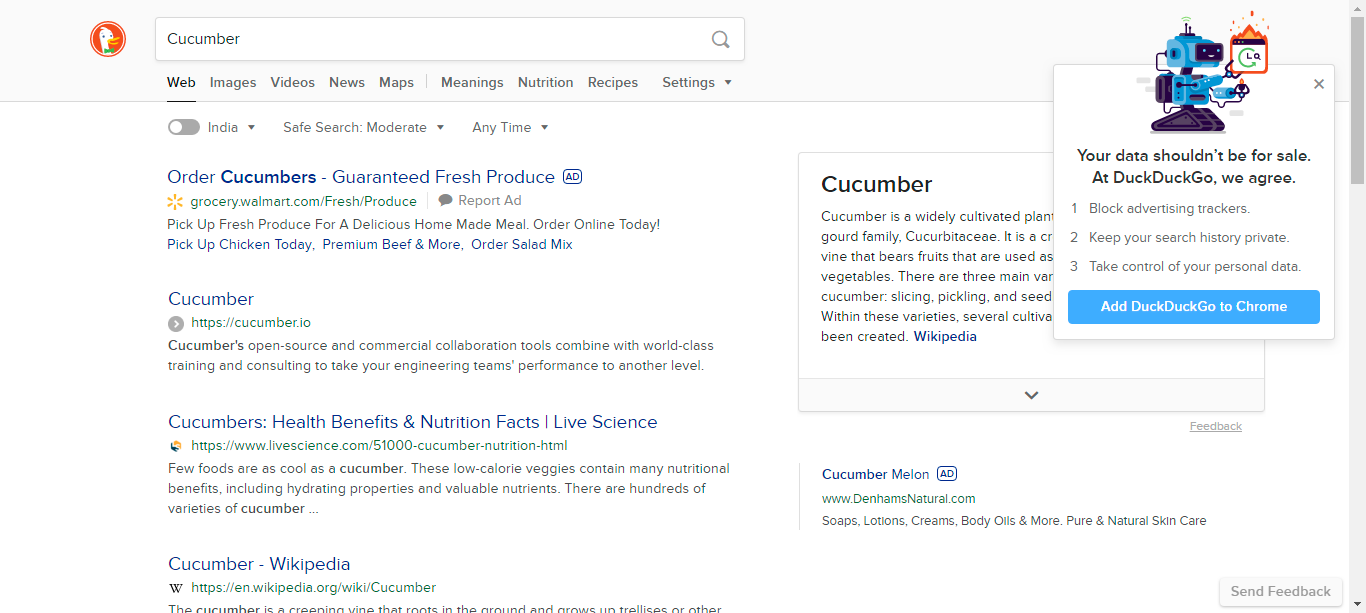 Cucumber
Web Images Videos News Maps Meanings Nutrition Recipes Settings
India Safe Search: Moderate Any Time
Order Cucumbers - Guaranteed Fresh Produce AD
grocery.walmart.com/Fresh/Produce Report Ad
Pick Up Fresh Produce For A Delicious Home Made Meal. Order Online Today!
Pick Up Chicken Today, Premium Beef & More, Order Salad Mix
Cucumber
https://cucumber.io
Cucumber's open-source and commercial collaboration tools combine with world-class
training and consulting to take your engineering teams' performance to another level.
Cucumbers: Health Benefits & Nutrition Facts | Live Science
https://www.livescience.com/51000-cucumber-nutrition-html
Few foods are as cool as a cucumber. These low-calorie veggies contain many nutritional
benefits, including hydrating properties and valuable nutrients. There are hundreds of
varieties of cucumber ...
Cucumber - Wikipedia
W https://en.wikipedia.org/wiki/Cucumber
The cucumber is a creeping vine that roots in the ground and grows up trellises or other
Cucumber
Cucumber is a widely cultivated plant
gourd family, Cucurbitaceae. It is a cr
vine that bears fruits that are used as
vegetables. There are three main var
cucumber: slicing, pickling, and seed
Within these varieties, several cultiva
been created. Wikipedia
Feedback
Cucumber Melon AD
www.DenhamsNatural.com
Soaps, Lotions, Creams, Body Oils & More. Pure & Natural Skin Care
Your data shouldn't be for sale.
At DuckDuckGo, we agree.
1 Block advertising trackers.
2 Keep your search history private.
3 Take control of your personal data.
Add DuckDuckGo to Chrome
Send Feedback